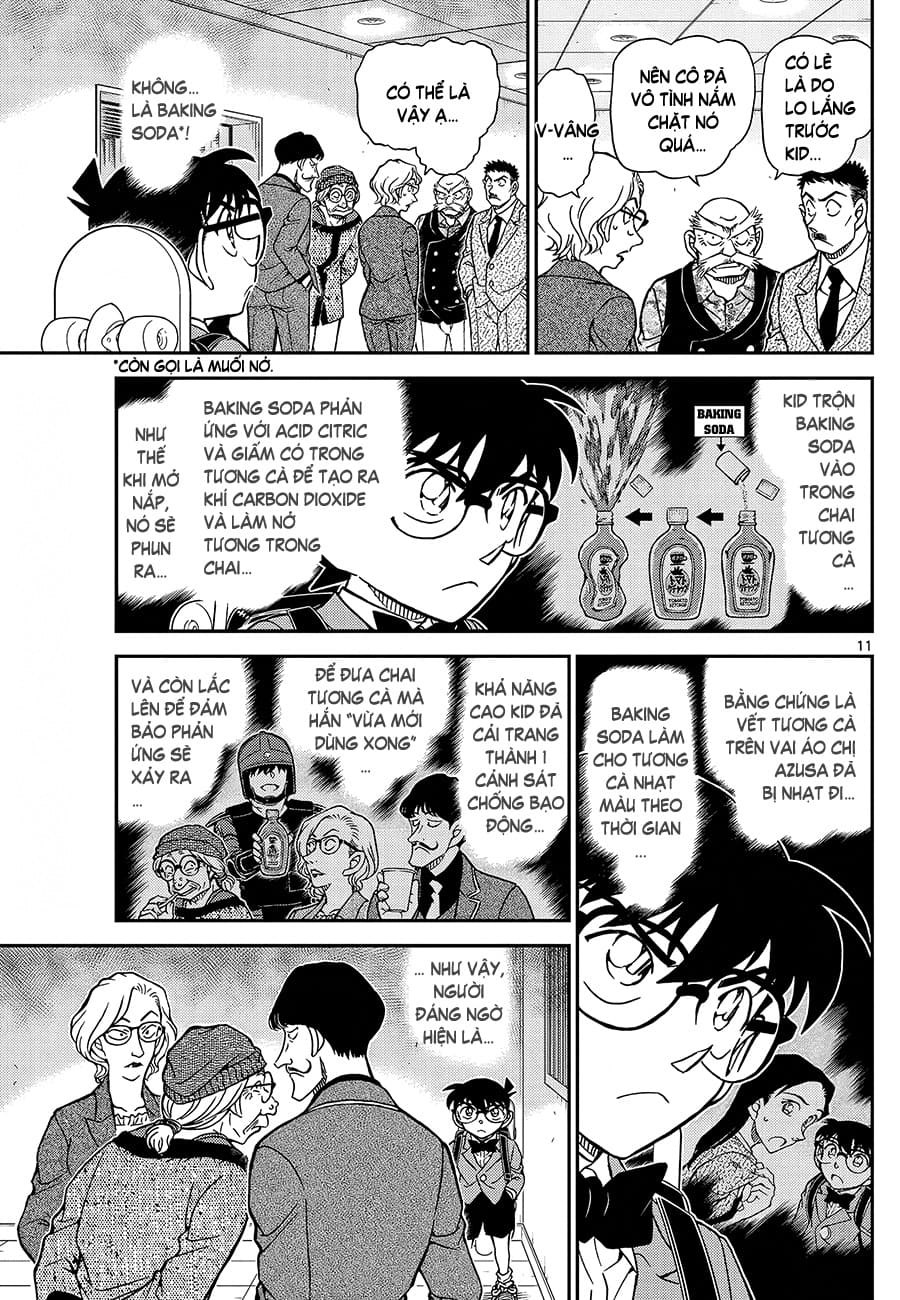 CÓ LẼ
LÀ DO
LO LẮNG
TRƯỚC
KID...
NÊN CÔ ĐÃ
VÔ TÌNH NẮM
CHẶT NÓ
QUÁ...
V-VÂNG
...
CÓ THỂ LÀ
VẬY Ạ...
KHÔNG...
LÀ BAKING
SODA*!
*CÒN GỌI LÀ MUỐI NỞ.
KID TRỘN
BAKING
SODA
VÀO
TRONG
CHAI
TƯƠNG
CÀ
...
BAKING
SODA
BAKING SODA PHẢN
ỨNG VỚI ACID CITRIC
VÀ GIẤM CÓ TRONG
TƯƠNG CÀ ĐỂ TẠO RA
KHÍ CARBON DIOXIDE
VÀ LÀM NỞ
TƯƠNG TRONG
CHAI...
NHƯ
THẾ
KHI MỞ
NẮP,
NÓ SẼ
PHUN
RA...
11
BẰNG CHỨNG LÀ
VẾT TƯƠNG CÀ
TRÊN VAI ÁO CHỊ
AZUSA ĐÃ
BỊ NHẠT ĐI...
BAKING
SODA LÀM
CHO TƯƠNG
CÀ NHẠT
MÀU THEO
THỜI GIAN
...
KHẢ NĂNG
CAO KID ĐÃ
CẢI TRANG
THÀNH 1
CẢNH SÁT
CHỐNG BẠO
ĐỘNG...
ĐỂ ĐƯA CHAI
TƯƠNG CÀ MÀ
HẮN "VỪA MỚI
DÙNG XONG"
...
VÀ CÒN LẮC
LÊN ĐỂ ĐẢM
BẢO PHẢN
ỨNG SẼ
XẢY RA
...
... NHƯ VẬY,
NGƯỜI
ĐÁNG NGỜ
HIỆN LÀ...